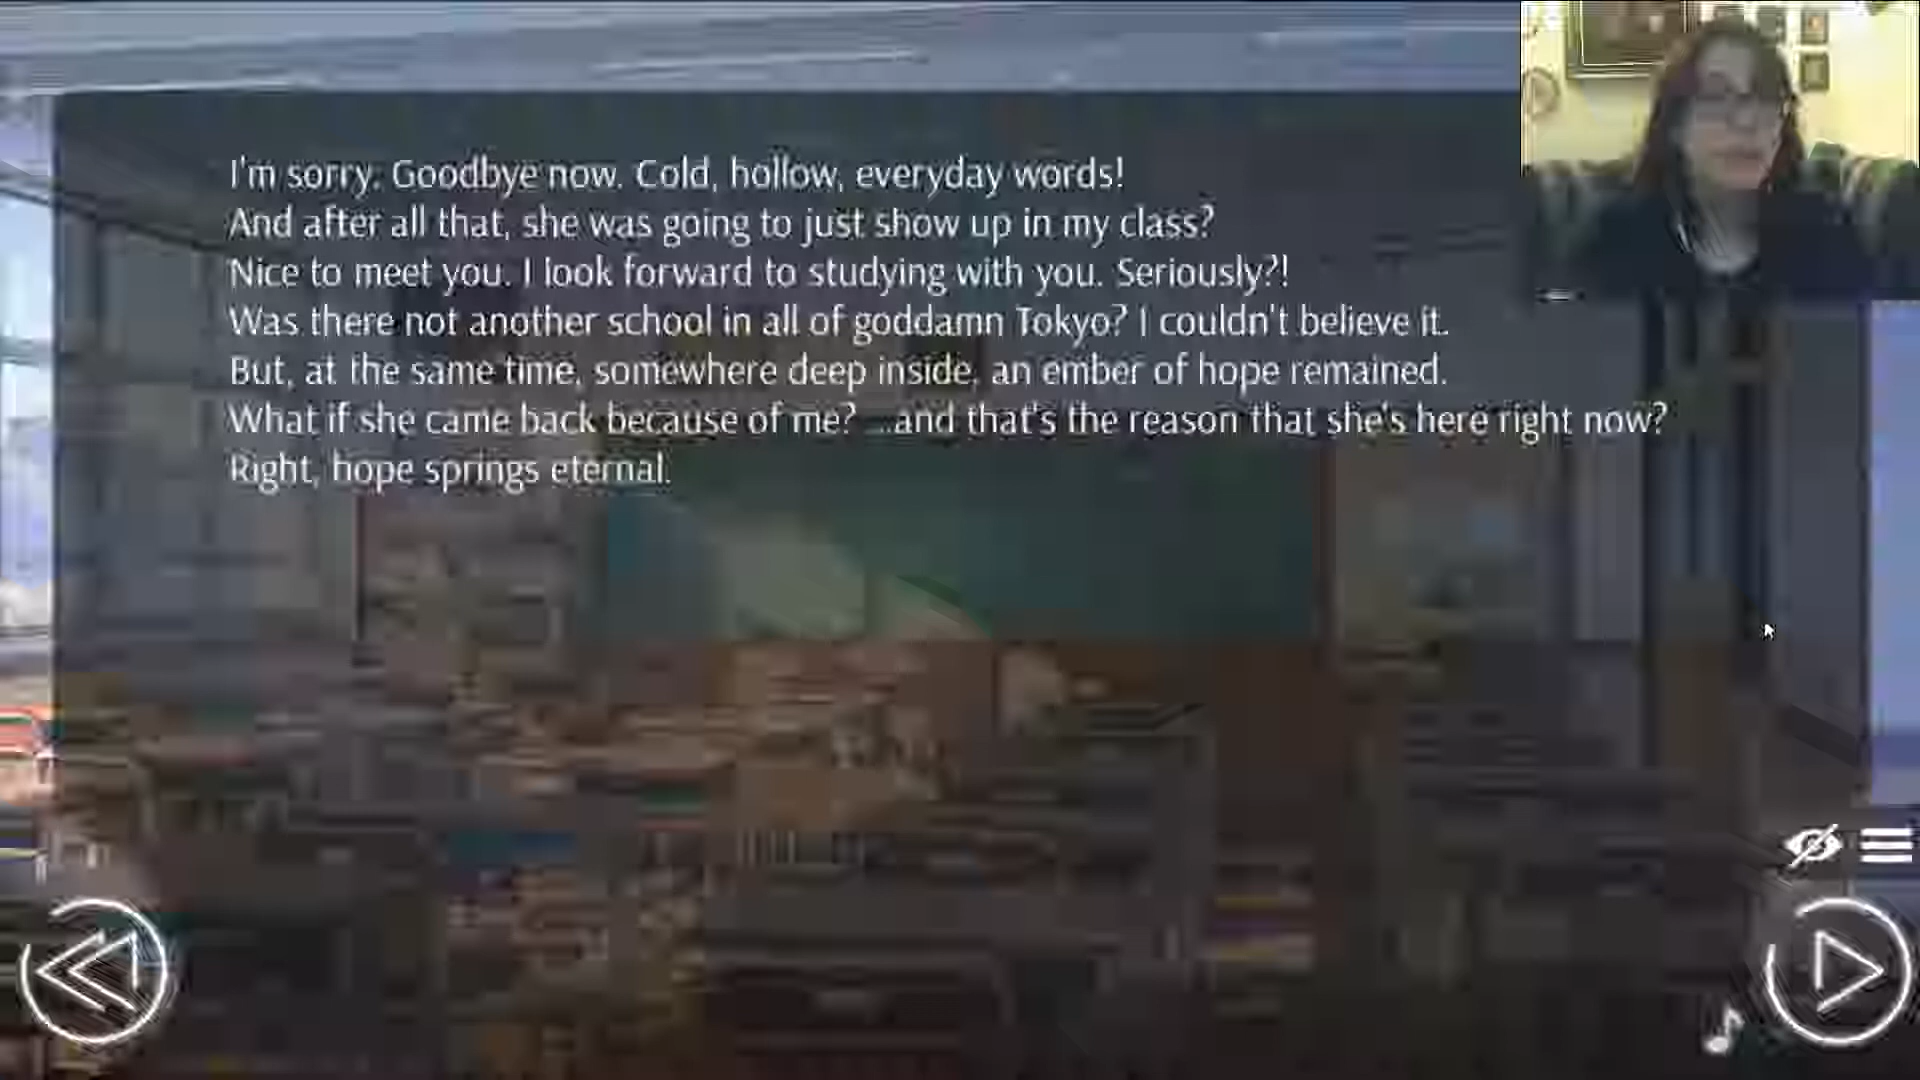 I'm sorry. Goodbye now. Cold, hollow, everyday words!
And after all that, she was going to just show up in my class?
Nice to meet you. I look forward to studying with you. Seriously?!
Was there not another school in all of goddamn Tokyo? I couldn't believe it.
But, at the same time, somewhere deep inside, an ember of hope remained.
What if she came back because of me? ...and that's the reason that she's here right now?
Right, hope springs eternal.